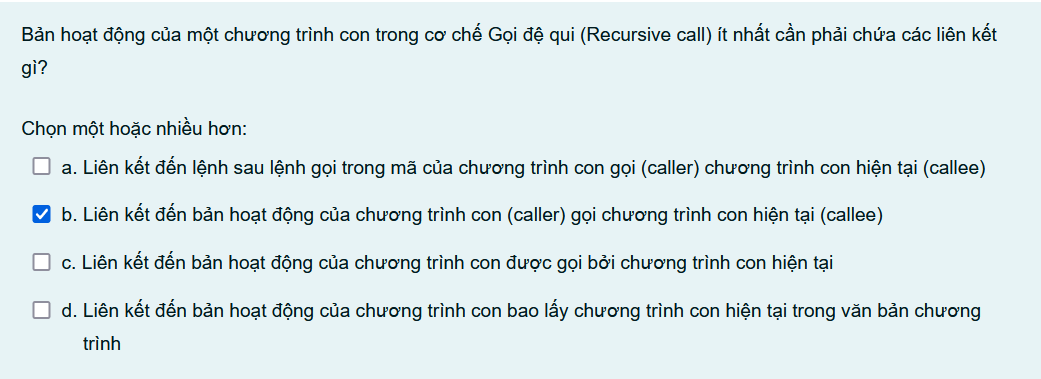 Bản hoạt động của một chương trình con trong cơ chế Gọi đệ qui (Recursive call) ít nhất cần phải chứa các liên kết
gì?
Chọn một hoặc nhiều hơn:
a. Liên kết đến lệnh sau lệnh gọi trong mã của chương trình con gọi (caller) chương trình con hiện tại (callee)
b. Liên kết đến bản hoạt động của chương trình con (caller) gọi chương trình con hiện tại (callee)
c. Liên kết đến bản hoạt động của chương trình con được gọi bởi chương trình con hiện tại
d. Liên kết đến bản hoạt động của chương trình con bao lấy chương trình con hiện tại trong văn bản chương
trình